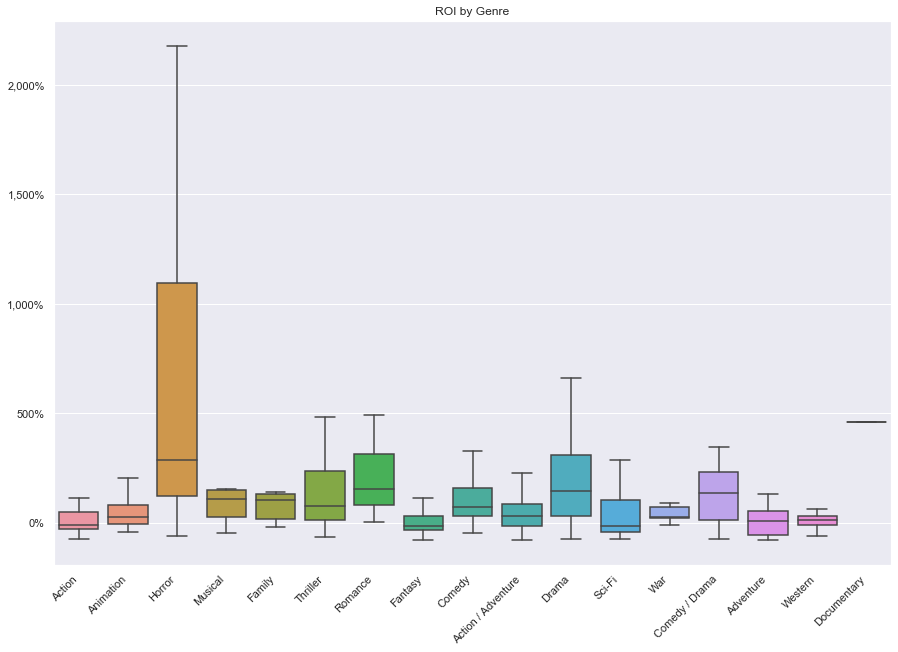 ROI by Genre
2,000%
1,500%
1,000%
500%
0%
Action
Animation
Horror
Musical
Family
Thriller
Romance
Fantasy
Comedy
Action / Adventure
Drama
Sci-Fi
War
Comedy / Drama
Adventure
Western
Documentary